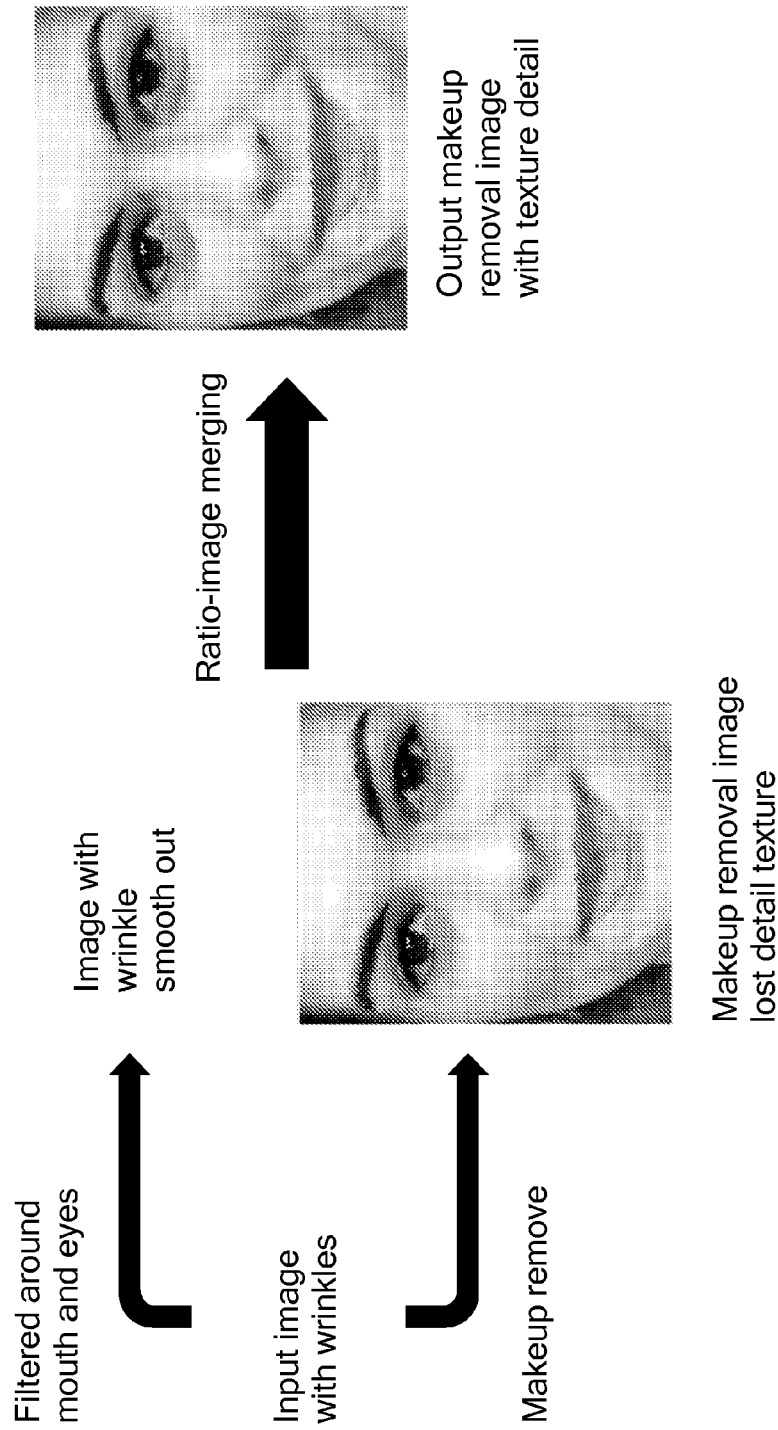 Filtered around
mouth and eyes
Input image
with wrinkles
Makeup remove
Image with
wrinkle
smooth out
Makeup removal image
lost detail texture
Ratio-image merging
Output makeup
removal image
with texture detail